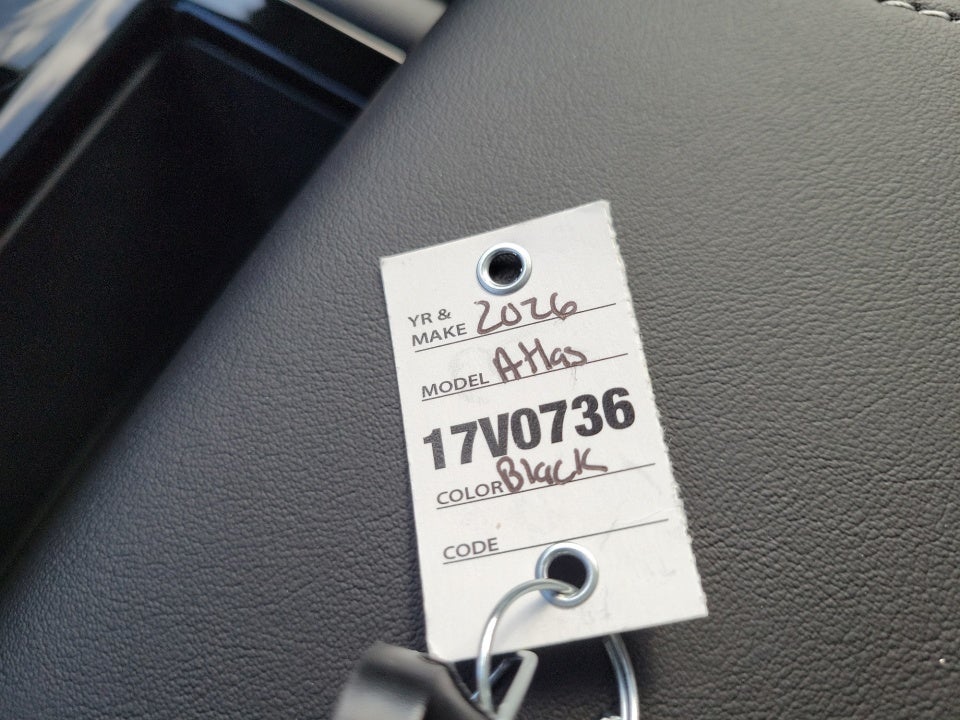 YR &
MAKE 2026
MODEL Atlas
17V0736
COLOR Black
CODE